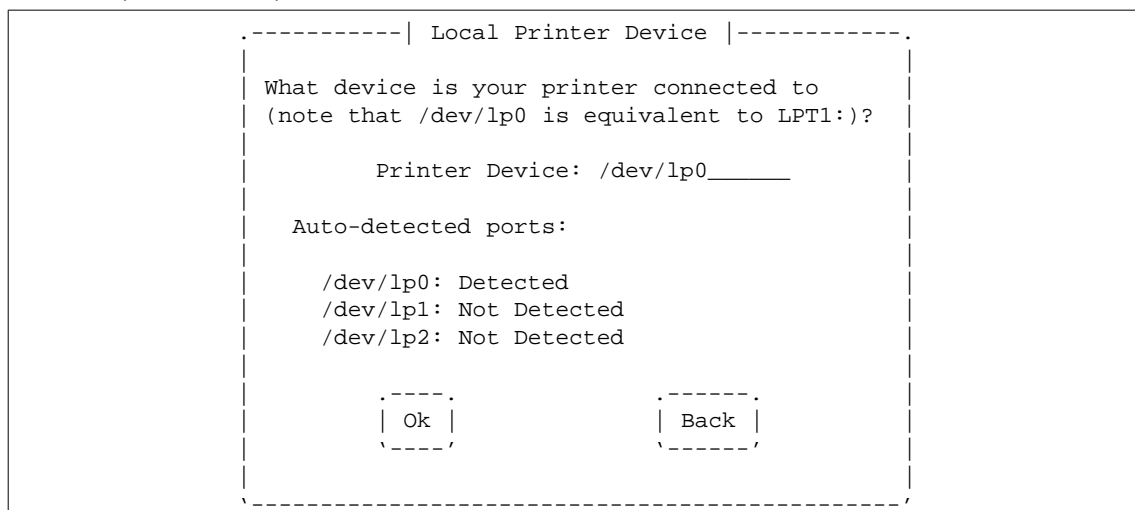 Local Printer Device
What device is your printer connected to
(note that /dev/lp0 is equivalent to LPT1:)?
Printer Device: /dev/lp0______
Auto-detected ports:
/dev/lp0: Detected
/dev/lp1: Not Detected
/dev/lp2: Not Detected
Ok Back